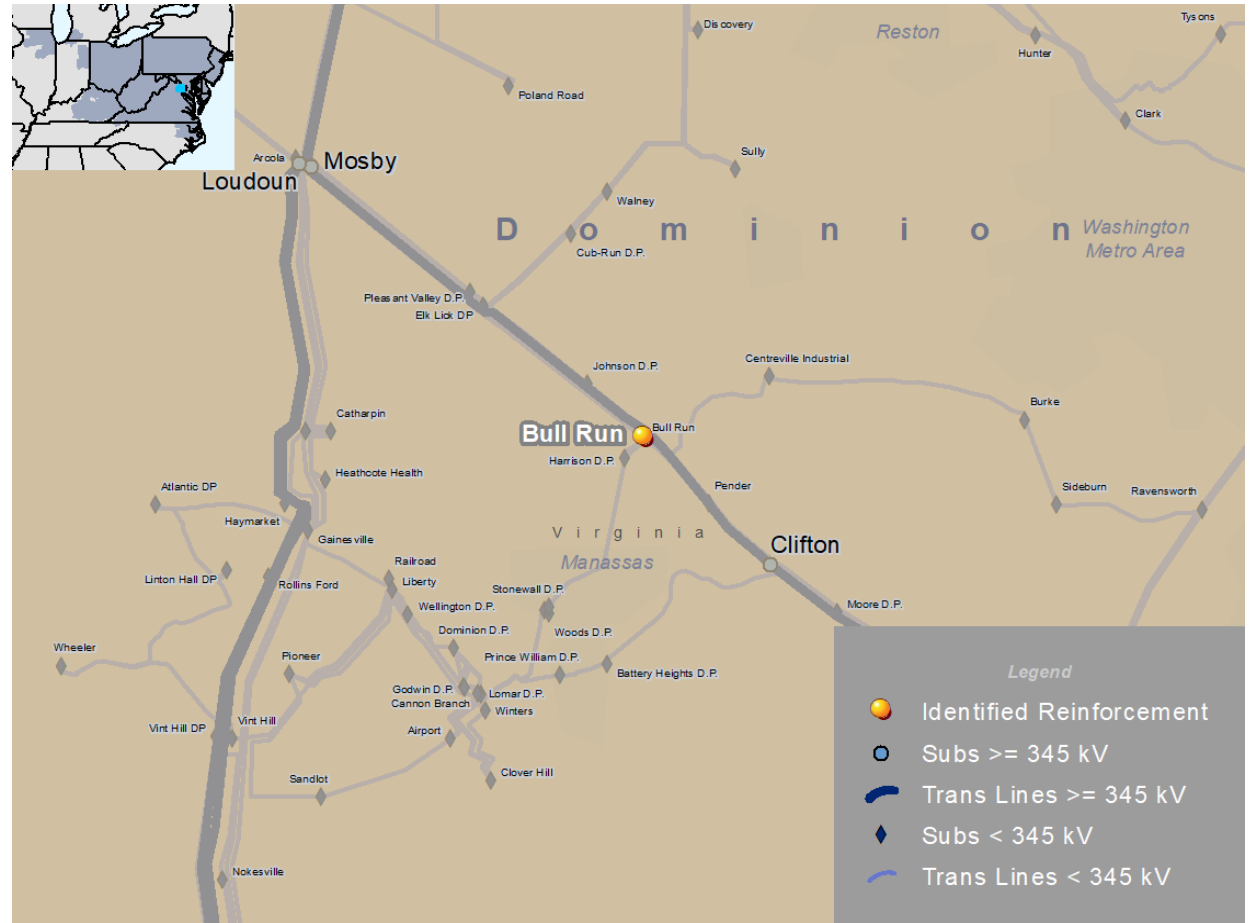 Discovery
Reston
Tysons
Hunter
Poland Road
Clark
Arcola
Mosby
Loudoun
Sully
Walney
Dominion
Washington
Metro Area
Cub-Run D.P.
Pleasant Valley D.P.
Elk Lick DP
Johnson D.P.
Centreville Industrial
Catharpin
Burke
Bull Run
Bull Run
Harrison D.P.
Heathcote Health
Atlantic DP
Pender
Sideburn
Ravensworth
Haymarket
Gainesville
Virginia
Clifton
Manassas
Railroad
Liberty
Linton Hall DP
Rollins Ford
Stonewall D.P.
Wellington D.P.
Moore D.P.
Dominion D.P.
Woods D.P.
Wheeler
Prince William D.P.
Pioneer
Battery Heights D.P.
Godwin D.P.
Lomar D.P.
Cannon Branch
Winters
Vint Hill DP
Vint Hill
Airport
Sandlot
Clover Hill
Nokesville
Legend
Identified Reinforcement
Subs >= 345 kV
Trans Lines >= 345 kV
Subs < 345 kV
Trans Lines < 345 kV